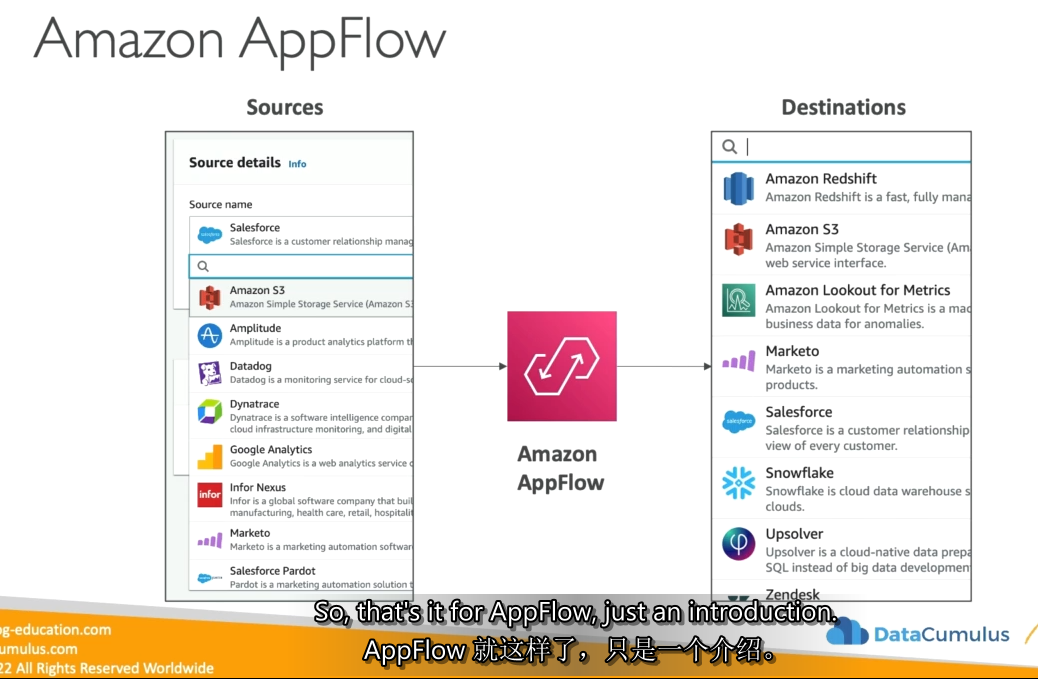 Amazon AppFlow
Sources
Destinations
Source details Info
Source name
Salesforce
Salesforce is a customer relationship manag
Amazon S3
Amazon Simple Storage Service (Amazon S3
Amplitude
Amplitude is a product analytics platform th
Datadog
Datadog is a monitoring service for cloud-sc
Dynatrace
Dynatrace is a software intelligence compan
cloud infrastructure monitoring, and digital
Google Analytics
Google Analytics is a web analytics service o
infor
Infor Nexus
Infor is a global software company that buil
manufacturing, health care, retail, hospitalit
Marketo
Marketo is a marketing automation software
Salesforce Pardot
Pardot is a marketing automation solution t
Amazon
AppFlow
Amazon Redshift
Amazon Redshift is a fast, fully mana
Amazon S3
Amazon Simple Storage Service (Am
web service interface.
Amazon Lookout for Metrics
Amazon Lookout for Metrics is a mac
business data for anomalies.
Marketo
Marketo is a marketing automation s
products.
salesforce
Salesforce
Salesforce is a customer relationship
view of every customer.
Snowflake
Snowflake is cloud data warehouse s
clouds.
Upsolver
Upsolver is a cloud-native data prepa
SQL instead of big data developmen
Zendesk
So, that's it for AppFlow, just an introduction.
AppFlow 就这样了，只是一个介绍。
og-education.com
cumulus.com
22 All Rights Reserved Worldwide
DataCumulus